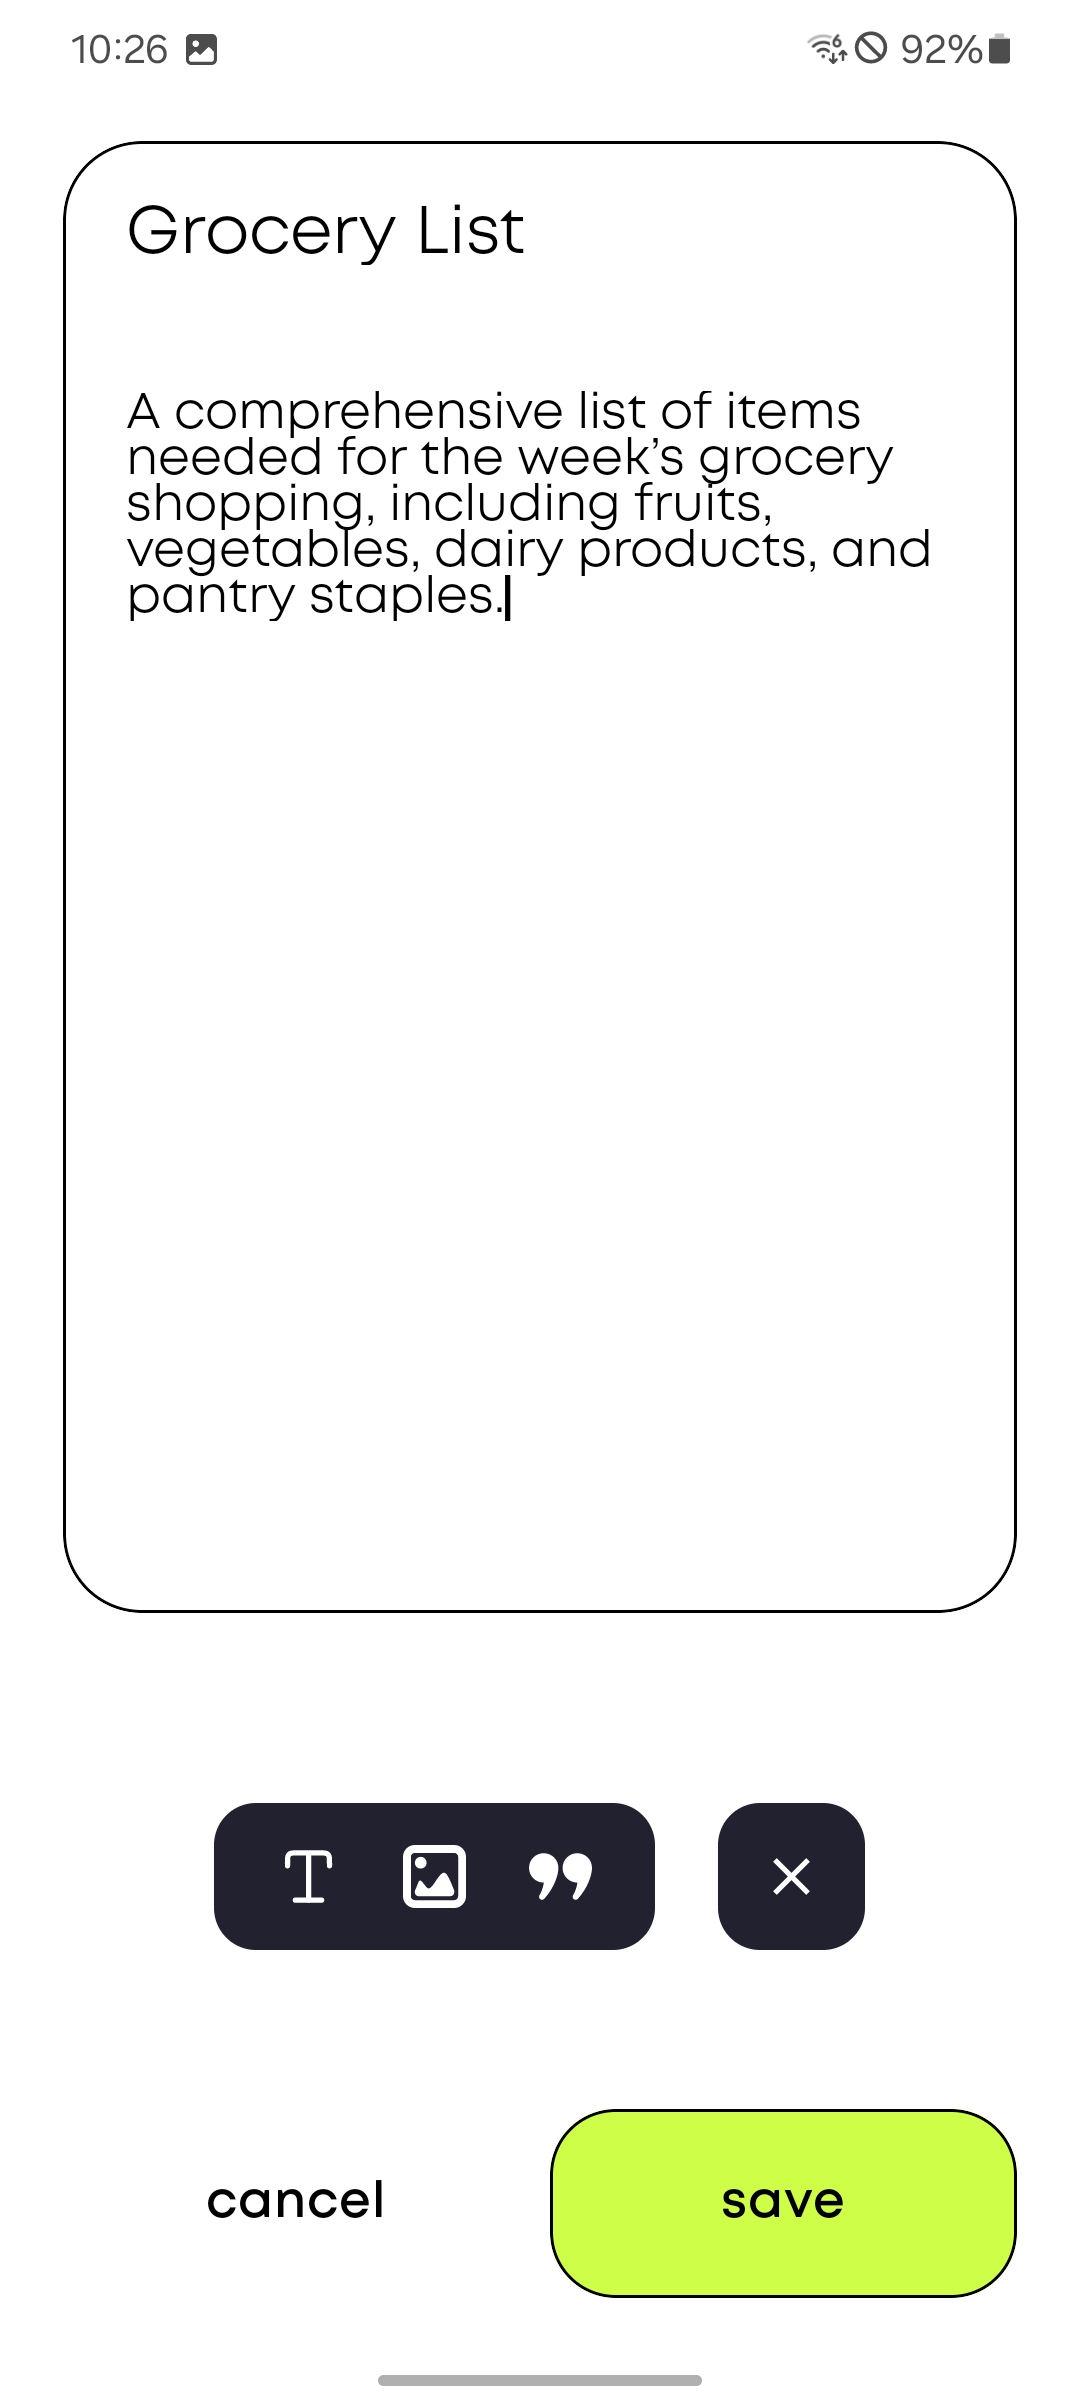 10:26
6 92%
Grocery List
A comprehensive list of items
needed for the week’s grocery
shopping, including fruits,
vegetables, dairy products, and
pantry staples.
cancel
save